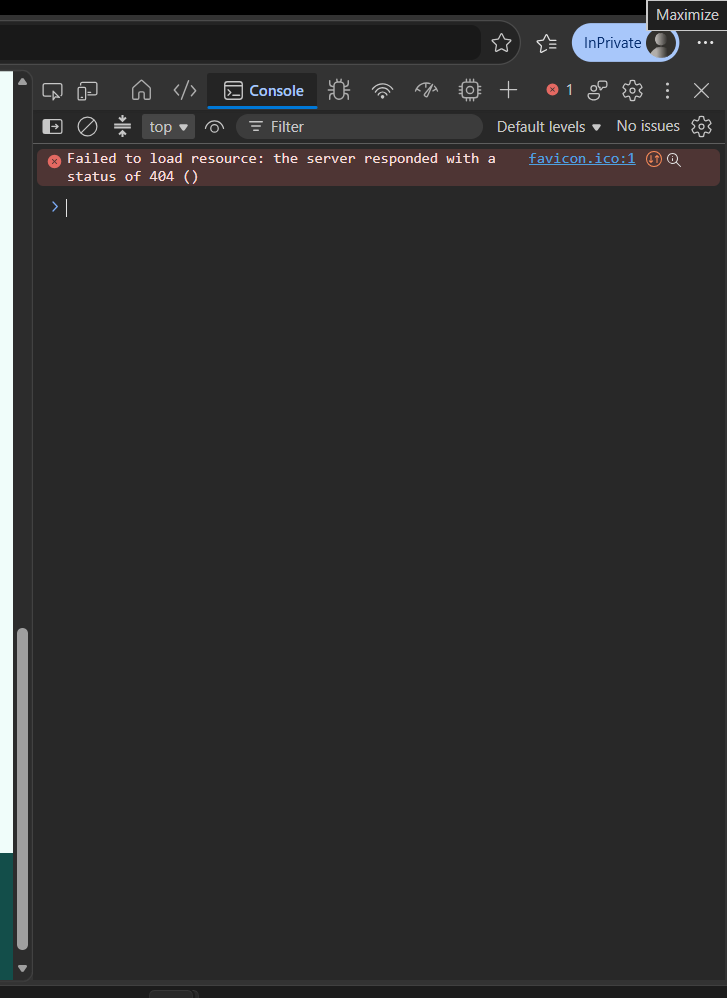 Maximize
InPrivate
Console
1
top
Filter
Default levels
No issues
Failed to load resource: the server responded with a favicon.ico:1
status of 404 ()